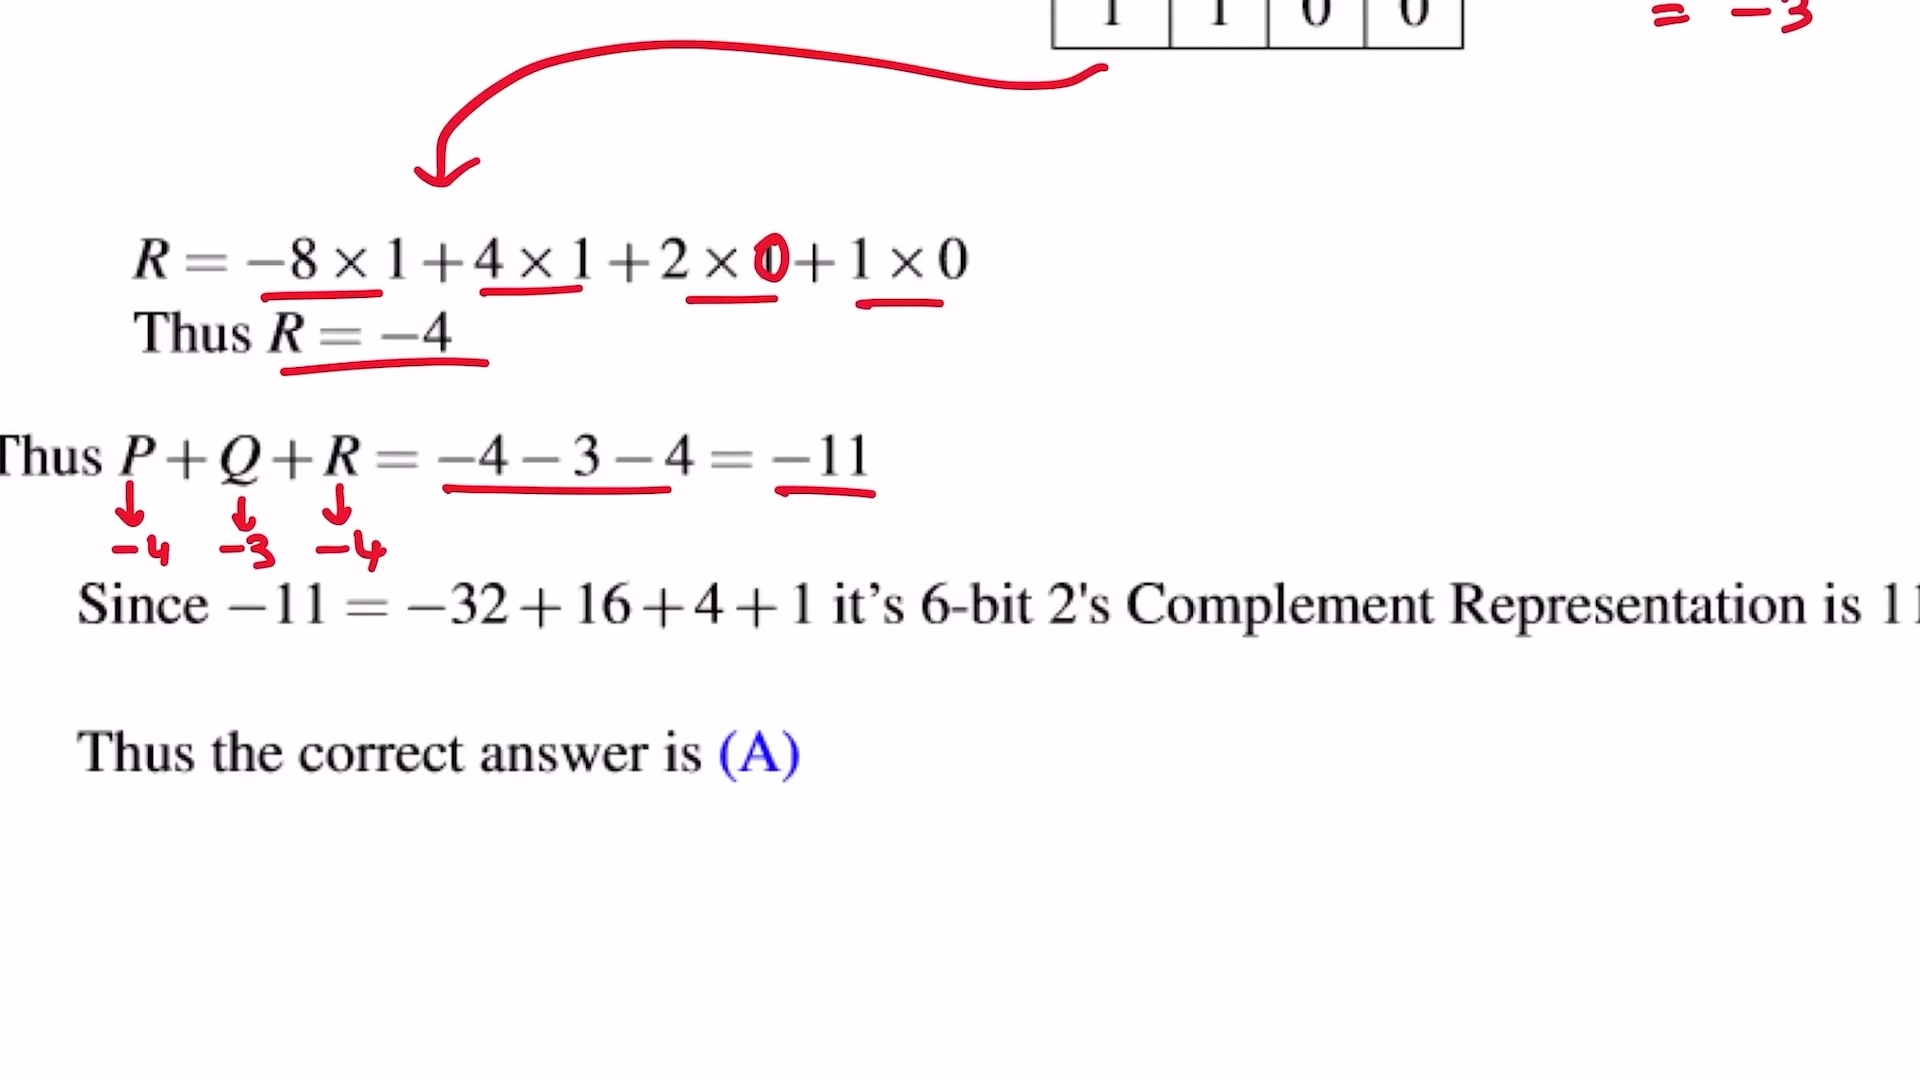 1 1 0 0 = -3
R = −8 × 1 + 4 × 1 + 2 × 0 + 1 × 0
Thus R = −4
Thus P + Q + R = −4 − 3 − 4 = −11
-4 -3 -4
Since −11 = −32 + 16 + 4 + 1 it’s 6-bit 2's Complement Representation is 11
Thus the correct answer is (A)